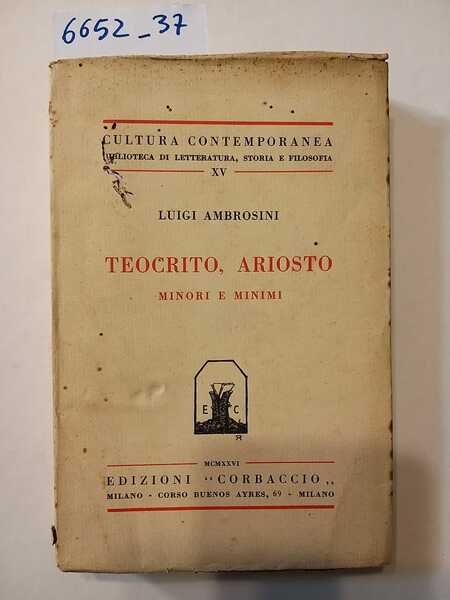 6652_37
CULTURA CONTEMPORANEA
BIBLIOTECA DI LETTERATURA, STORIA E FILOSOFIA
XV
LUIGI AMBROSINI
TEOCRITO, ARIOSTO
MINORI E MINIMI
E C
MCMXXVI
EDIZIONI “CORBACCIO„
MILANO - CORSO BUENOS AYRES, 69 - MILANO